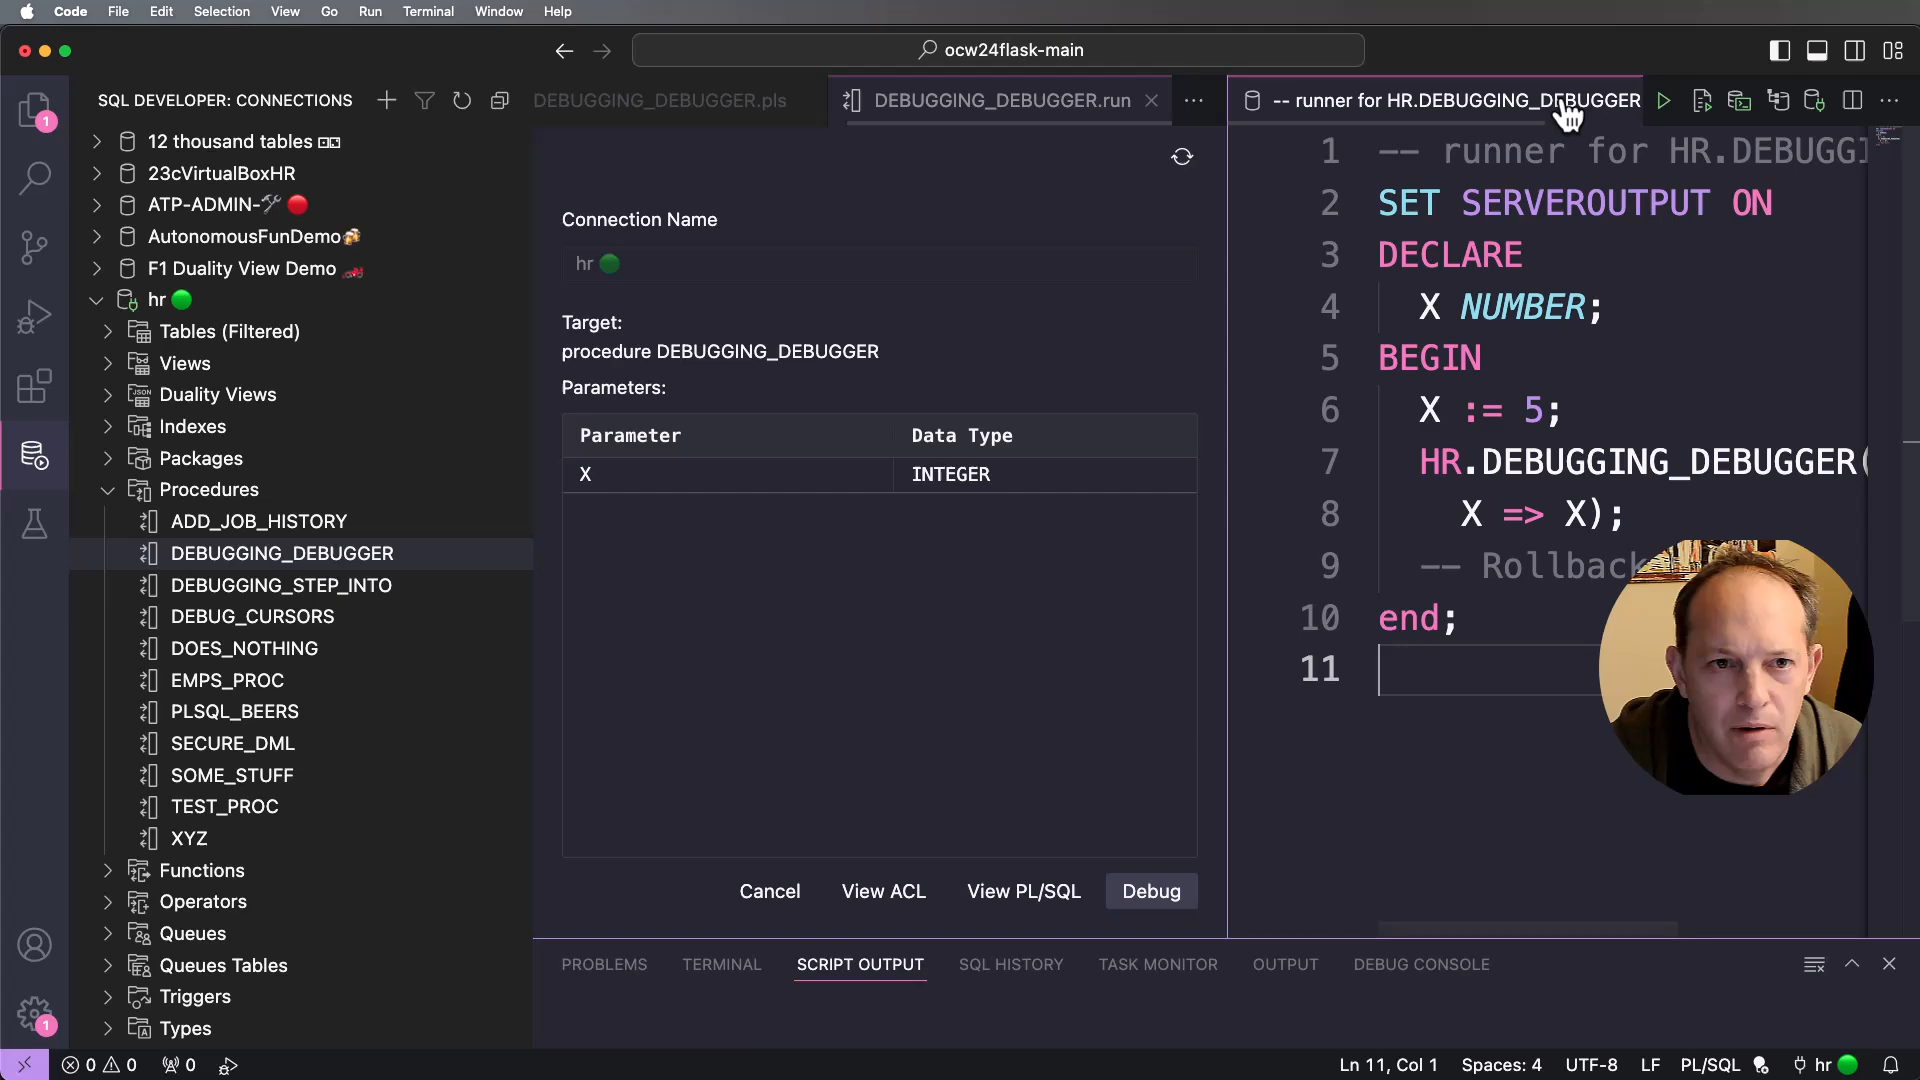 Code File Edit Selection View Go Run Terminal Window Help
ocw24flask-main
SQL DEVELOPER: CONNECTIONS
DEBUGGING_DEBUGGER.pls
DEBUGGING_DEBUGGER.run
-- runner for HR.DEBUGGING_DEBUGGER
1
12 thousand tables
23cVirtualBoxHR
ATP-ADMIN-
AutonomousFunDemo
F1 Duality View Demo
hr
Tables (Filtered)
Views
Duality Views
Indexes
Packages
Procedures
ADD_JOB_HISTORY
DEBUGGING_DEBUGGER
DEBUGGING_STEP_INTO
DEBUG_CURSORS
DOES_NOTHING
EMPS_PROC
PLSQL_BEERS
SECURE_DML
SOME_STUFF
TEST_PROC
XYZ
Functions
Operators
Queues
Queues Tables
Triggers
Types
1
Connection Name
hr
Target:
procedure DEBUGGING_DEBUGGER
Parameters:
Parameter Data Type
X INTEGER
Cancel View ACL View PL/SQL Debug
1 -- runner for HR.DEBUGGI
2 SET SERVEROUTPUT ON
3 DECLARE
4 X NUMBER;
5 BEGIN
6 X := 5;
7 HR.DEBUGGING_DEBUGGER(
8 X => X);
9 -- Rollback
10 end;
11
PROBLEMS TERMINAL SCRIPT OUTPUT SQL HISTORY TASK MONITOR OUTPUT DEBUG CONSOLE
0 0 0 Ln 11, Col 1 Spaces: 4 UTF-8 LF PL/SQL hr